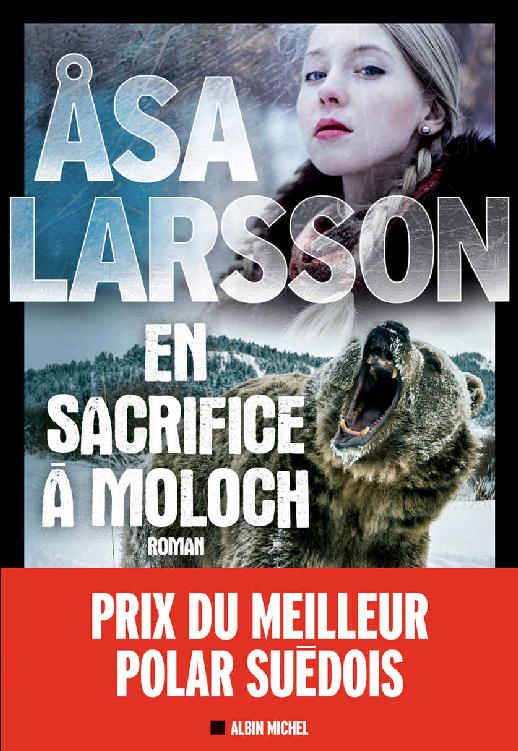 ÅSA
LARSSON
EN
SACRIFICE
À MOLOCH
ROMAN
PRIX DU MEILLEUR
POLAR SUÉDOIS
ALBIN MICHEL